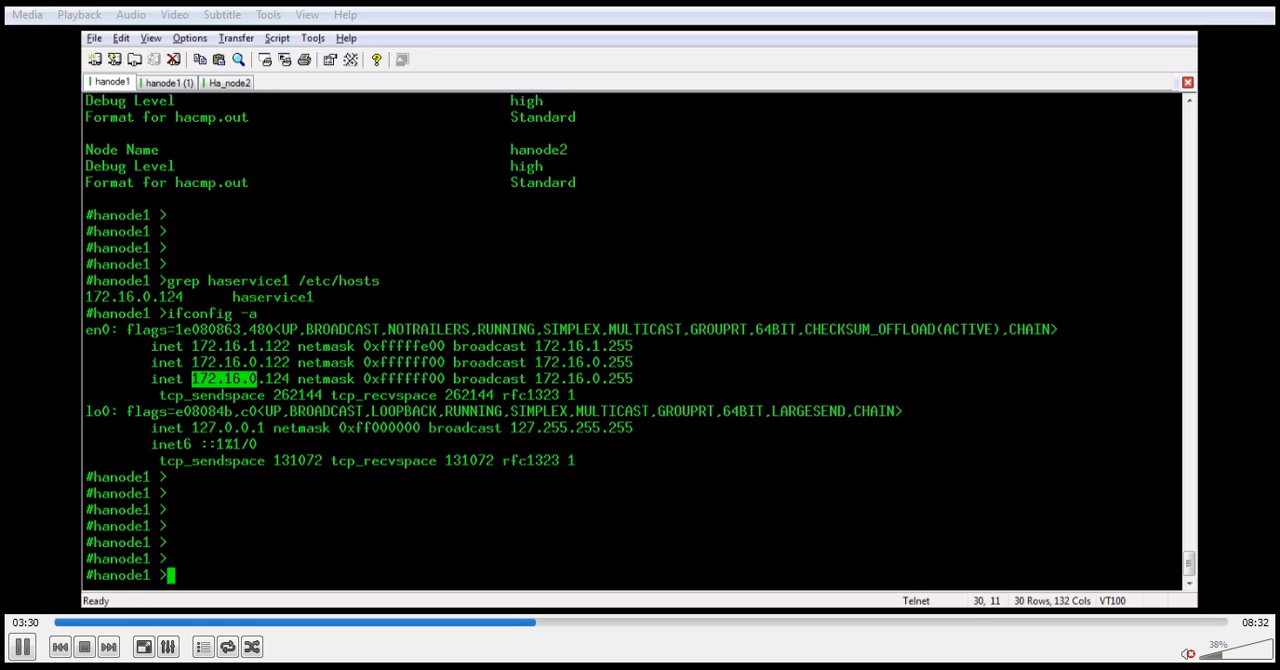 Media Playback Audio Video Subtitle Tools View Help
File Edit View Options Transfer Script Tools Help
hanode1 hanode1 (1) Ha_node2
Debug Level high
Format for hacmp.out Standard
Node Name hanode2
Debug Level high
Format for hacmp.out Standard
#hanode1 >
#hanode1 >
#hanode1 >
#hanode1 >
#hanode1 >grep haservice1 /etc/hosts
172.16.0.124 haservice1
#hanode1 >ifconfig -a
en0: flags=1e080863,480<UP,BROADCAST,NOTRAILERS,RUNNING,SIMPLEX,MULTICAST,GROUPRT,64BIT,CHECKSUM_OFFLOAD(ACTIVE),CHAIN>
inet 172.16.1.122 netmask 0xfffffe00 broadcast 172.16.1.255
inet 172.16.0.122 netmask 0xffffff00 broadcast 172.16.0.255
inet 172.16.0.124 netmask 0xffffff00 broadcast 172.16.0.255
tcp_sendspace 262144 tcp_recvspace 262144 rfc1323 1
lo0: flags=e08084b,c0<UP,BROADCAST,LOOPBACK,RUNNING,SIMPLEX,MULTICAST,GROUPRT,64BIT,LARGESEND,CHAIN>
inet 127.0.0.1 netmask 0xff000000 broadcast 127.255.255.255
inet6 ::1%1/0
tcp_sendspace 131072 tcp_recvspace 131072 rfc1323 1
#hanode1 >
#hanode1 >
#hanode1 >
#hanode1 >
#hanode1 >
#hanode1 >
#hanode1 >
Ready Telnet 30, 11 30 Rows, 132 Cols VT100
03:30 08:32
38%